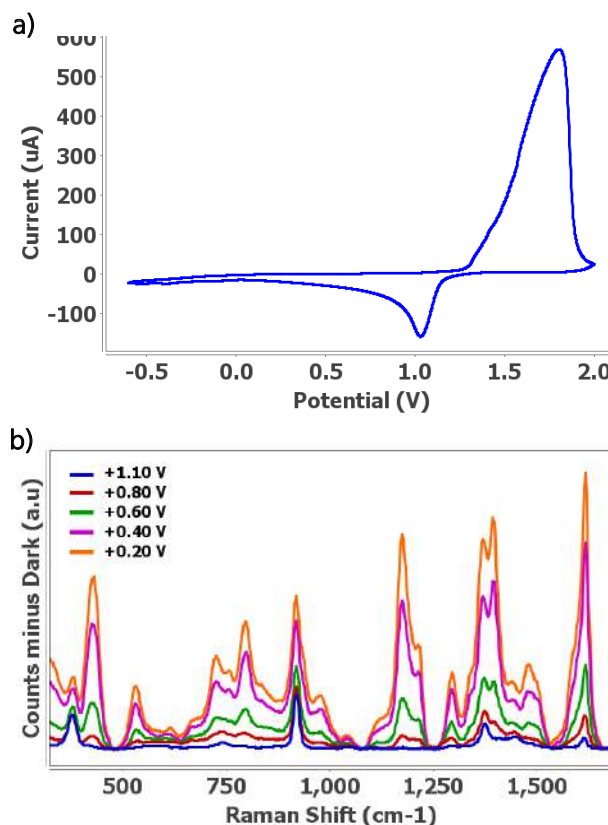 a)
600
500
400
300
200
100
0
-100
Current (uA)
-0.5
0.0
0.5
1.0
1.5
2.0
Potential (V)
b)
+1.10 V
+0.80 V
+0.60 V
+0.40 V
+0.20 V
Counts minus Dark (a.u)
500
750
1,000
1,250
1,500
Raman Shift (cm-1)